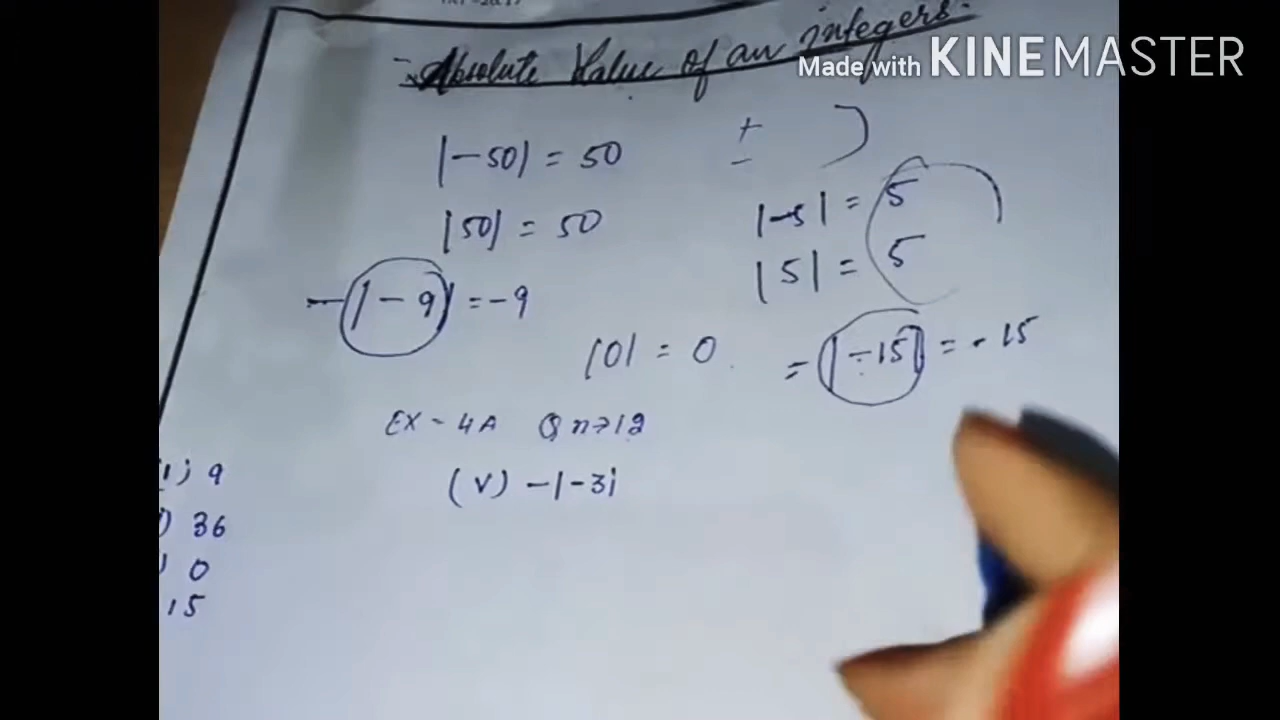 Absolute Value of an integers.
Made with KINEMASTER
|-50| = 50
+
-
|50| = 50
|-5| = 5
|5| = 5
-|-9| = -9
|0| = 0
-|-15| = -15
EX - 4A Q n→12
(V) -|-3|
) 9
) 36
) 0
15